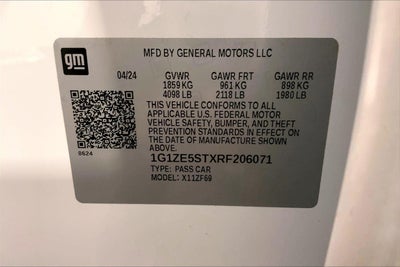 gm
MFD BY GENERAL MOTORS LLC
04/24 GVWR GAWR FRT GAWR RR
1859 KG 961 KG 898 KG
4098 LB 2118 LB 1980 LB
THIS VEHICLE CONFORMS TO ALL
APPLICABLE U.S. FEDERAL MOTOR
VEHICLE SAFETY, BUMPER, AND THEFT
PREVENTION STANDARDS IN EFFECT ON
THE DATE OF MANUFACTURE SHOWN
ABOVE.
8624
1G1ZE5STXRF206071
TYPE: PASS CAR
MODEL: X11ZF69